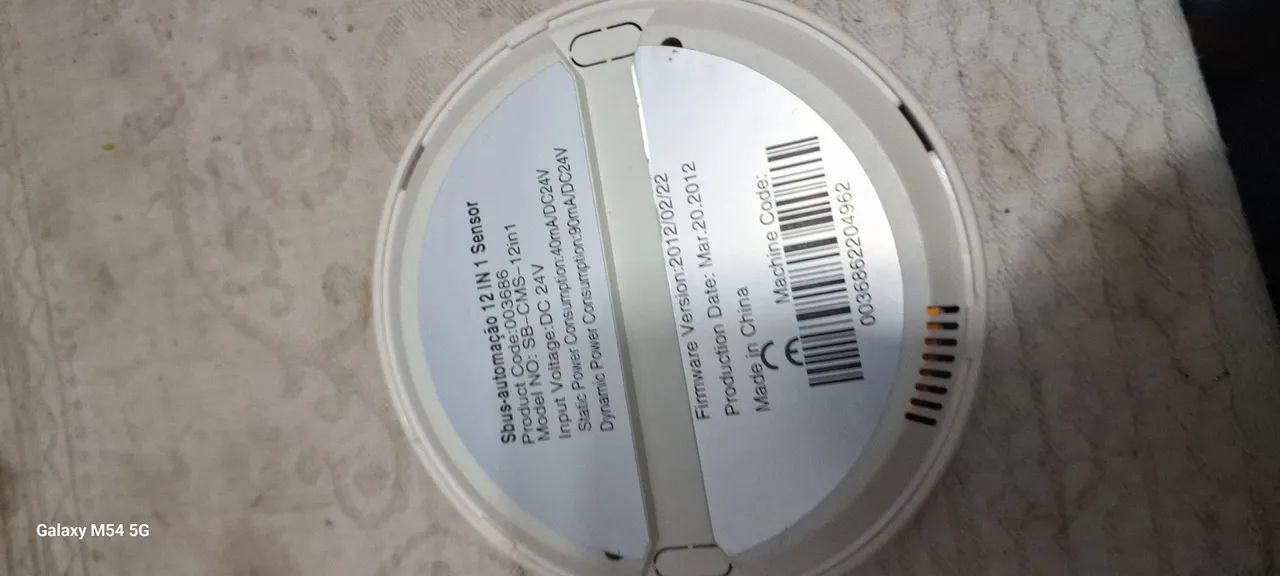 Sbus-automação 12 IN 1 Sensor
Product Code:003686
Model NO: SB-CMS-12in1
Input Voltage:DC 24V
Static Power Consumption:40mA/DC24V
Dynamic Power Consumption:90mA/DC24V
Firmware Version:2012/02/22
Production Date: Mar.20.2012
Made in China
Machine Code:
CE
0036862204962
Galaxy M54 5G